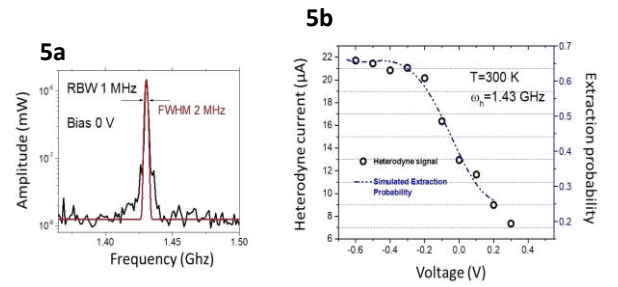 5a
5b
RBW 1 MHz
FWHM 2 MHz
Bias 0 V
Amplitude (mW)
10⁻⁶
10⁻⁷
10⁻⁸
1.40
1.45
1.50
Frequency (Ghz)
Heterodyne current (µA)
22
20
18
16
14
12
10
8
6
T=300 K
ωₕ=1.43 GHz
Heterodyne signal
Simulated Extraction
Probability
0.7
0.6
0.5
0.4
0.3
0.2
Extraction probability
-0.6
-0.4
-0.2
0.0
0.2
0.4
Voltage (V)